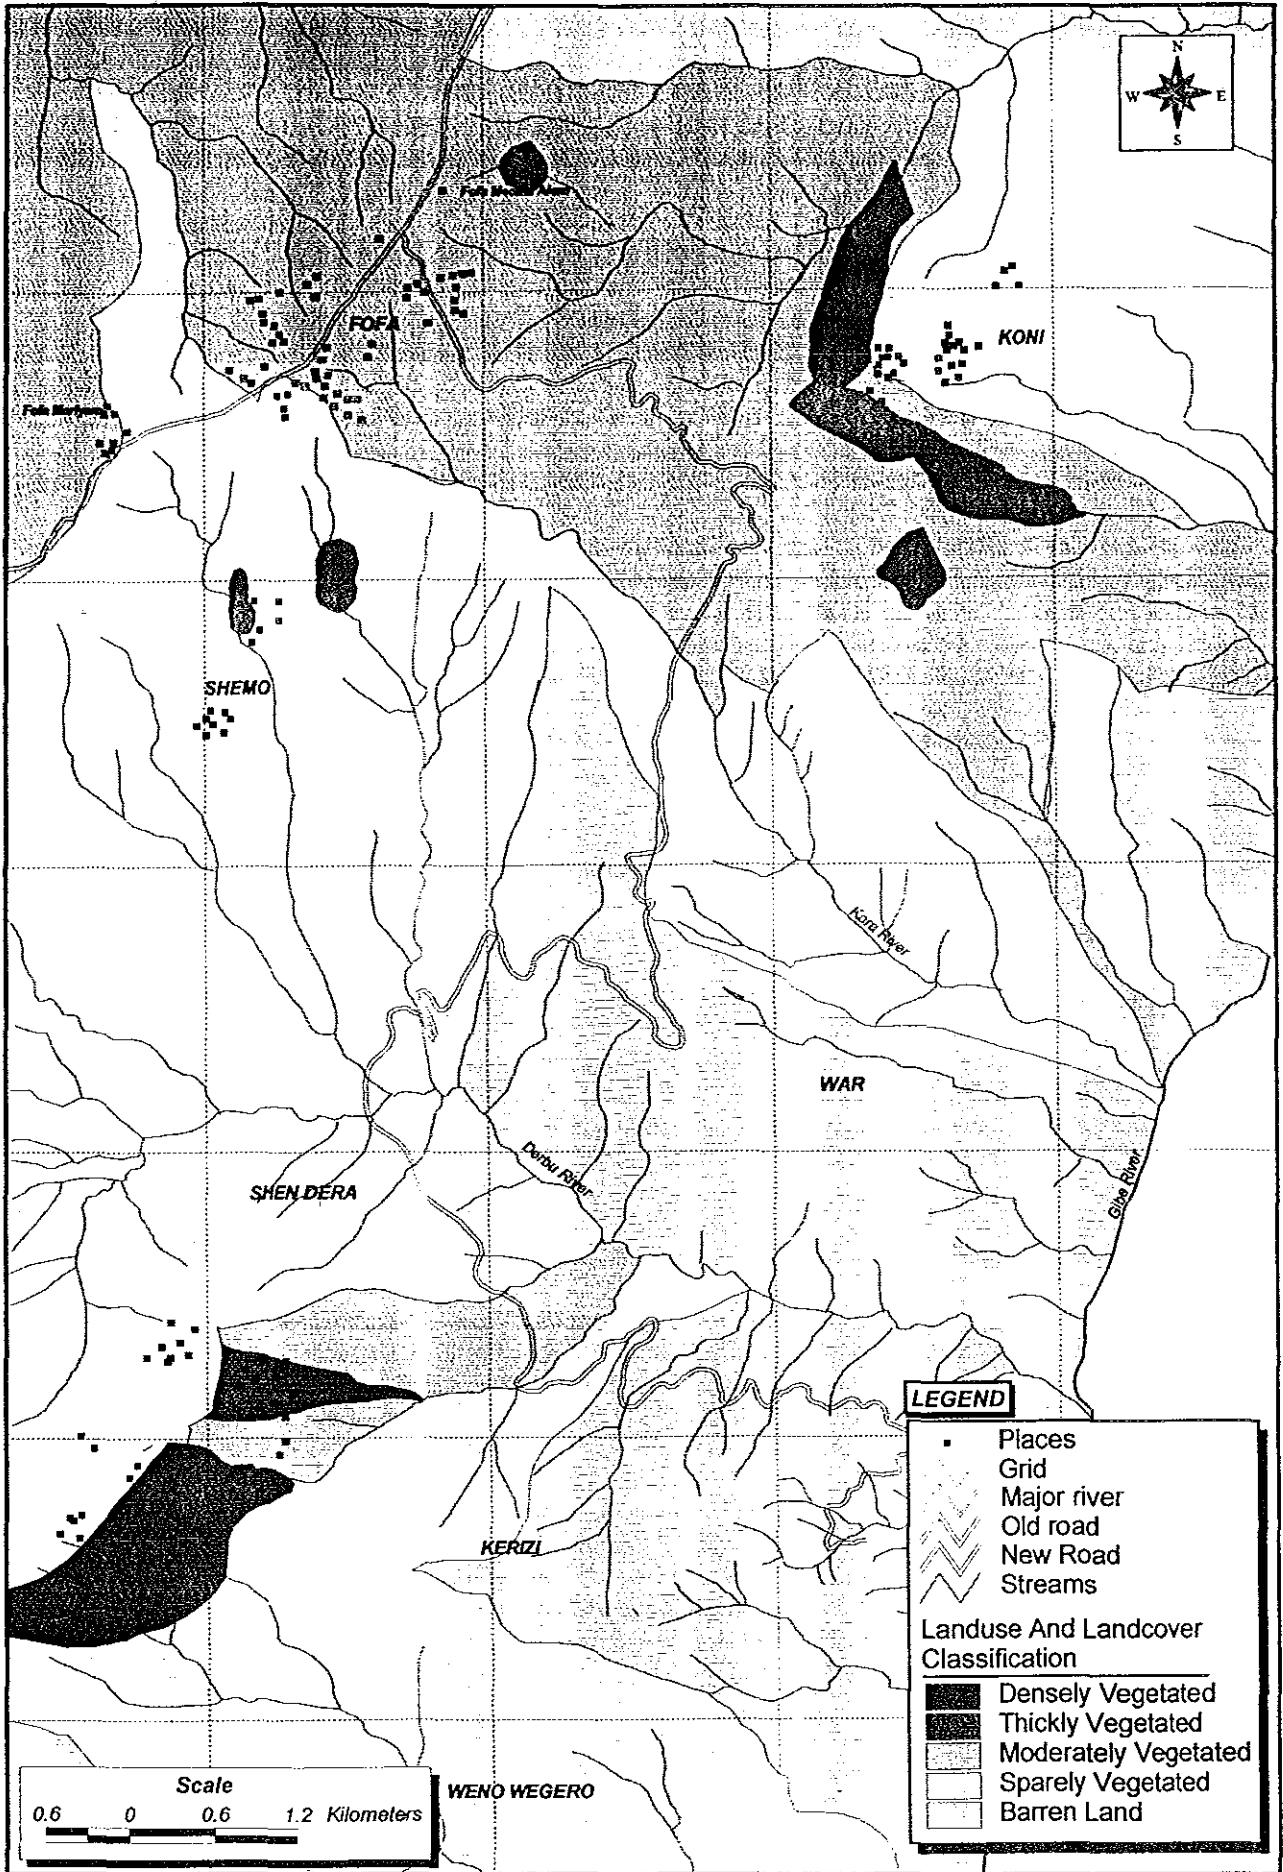 N
W E
S
FOFA
KONI
SHEMO
Kara River
WAR
Derbu River
SHEN DERA
Gibe River
KERIZI
WENO WEGERO
LEGEND
Places
Grid
Major river
Old road
New Road
Streams
Landuse And Landcover
Classification
Densely Vegetated
Thickly Vegetated
Moderately Vegetated
Sparely Vegetated
Barren Land
Scale
0.6 0 0.6 1.2 Kilometers